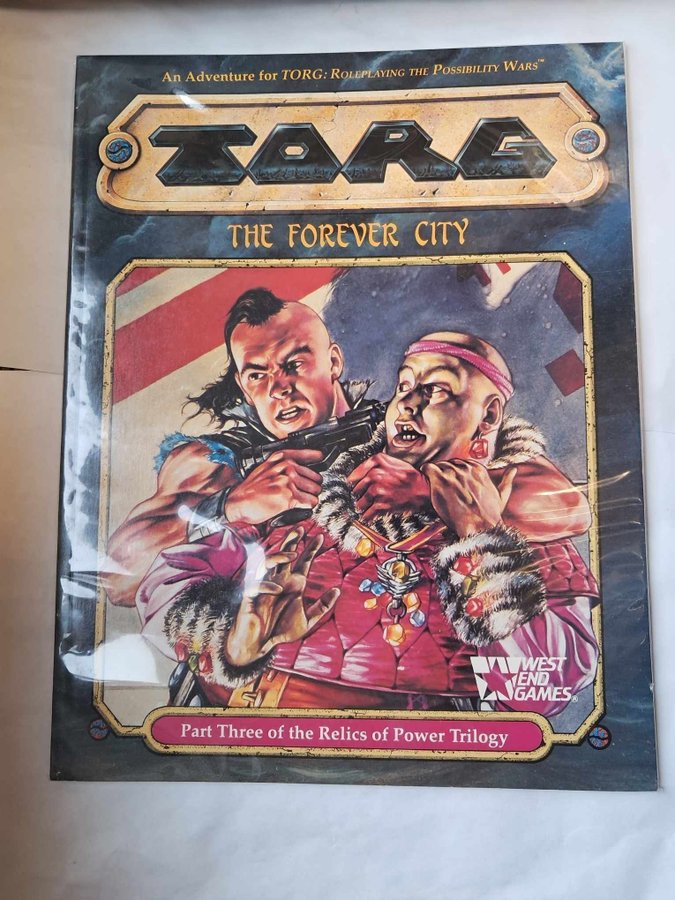 An Adventure for TORG: ROLEPLAYING THE POSSIBILITY WARS™
TORG
THE FOREVER CITY
WEST
END
GAMES®
Part Three of the Relics of Power Trilogy